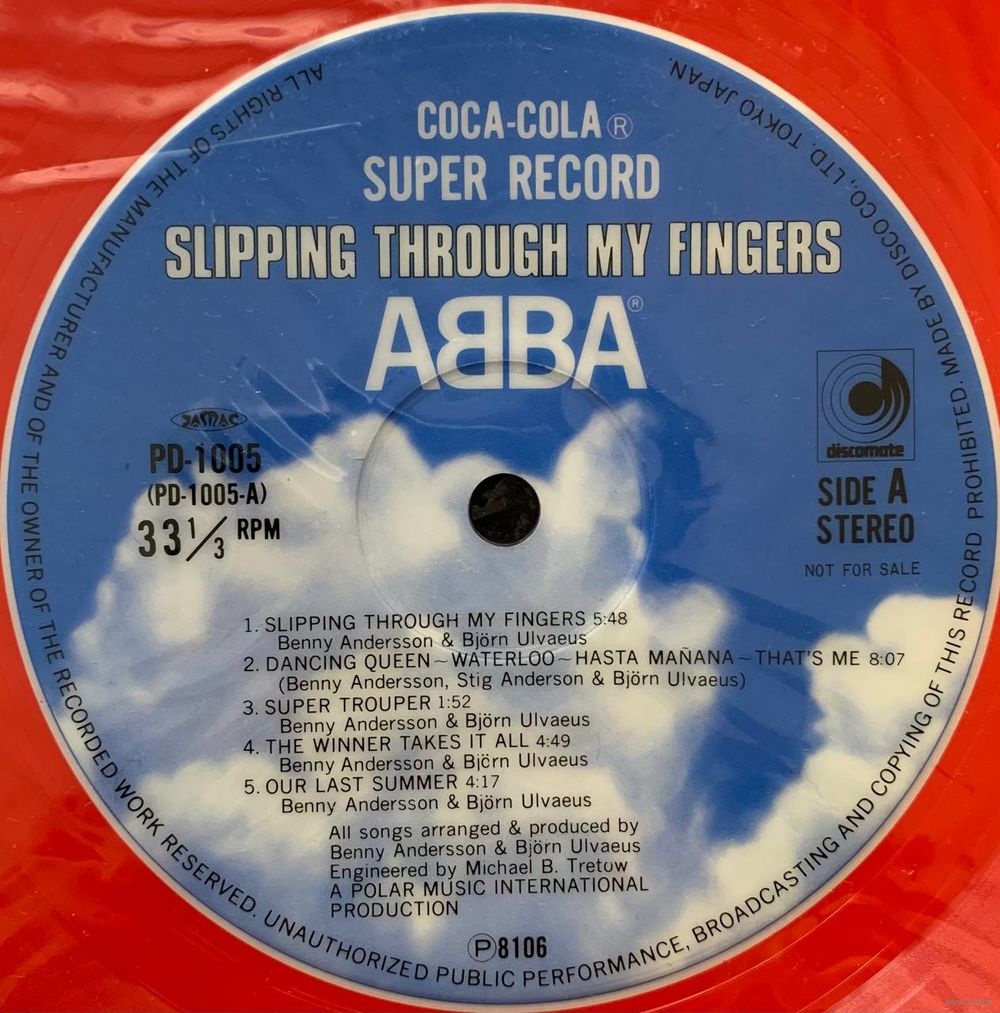 COCA-COLA®
SUPER RECORD
SLIPPING THROUGH MY FINGERS
ABBA®
JASRAC
PD-1005
(PD-1005-A)
33 1/3 RPM
discomate
SIDE A
STEREO
NOT FOR SALE
1. SLIPPING THROUGH MY FINGERS 5:48
Benny Andersson & Björn Ulvaeus
2. DANCING QUEEN~WATERLOO~HASTA MAÑANA~THAT'S ME 8:07
(Benny Andersson, Stig Anderson & Björn Ulvaeus)
3. SUPER TROUPER 1:52
Benny Andersson & Björn Ulvaeus
4. THE WINNER TAKES IT ALL 4:49
Benny Andersson & Björn Ulvaeus
5. OUR LAST SUMMER 4:17
Benny Andersson & Björn Ulvaeus
All songs arranged & produced by
Benny Andersson & Björn Ulvaeus
Engineered by Michael B. Tretow
A POLAR MUSIC INTERNATIONAL
PRODUCTION
Ⓟ8106
ALL RIGHTS OF THE MANUFACTURER AND OF THE OWNER OF THE RECORDED WORK RESERVED. UNAUTHORIZED PUBLIC PERFORMANCE, BROADCASTING AND COPYING OF THIS RECORD PROHIBITED. MADE BY DISCO CO., LTD. TOKYO JAPAN.